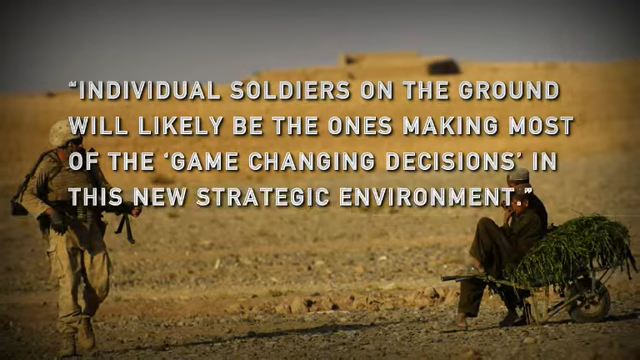 “INDIVIDUAL SOLDIERS ON THE GROUND
WILL LIKELY BE THE ONES MAKING MOST
OF THE ‘GAME CHANGING DECISIONS’ IN
THIS NEW STRATEGIC ENVIRONMENT.”